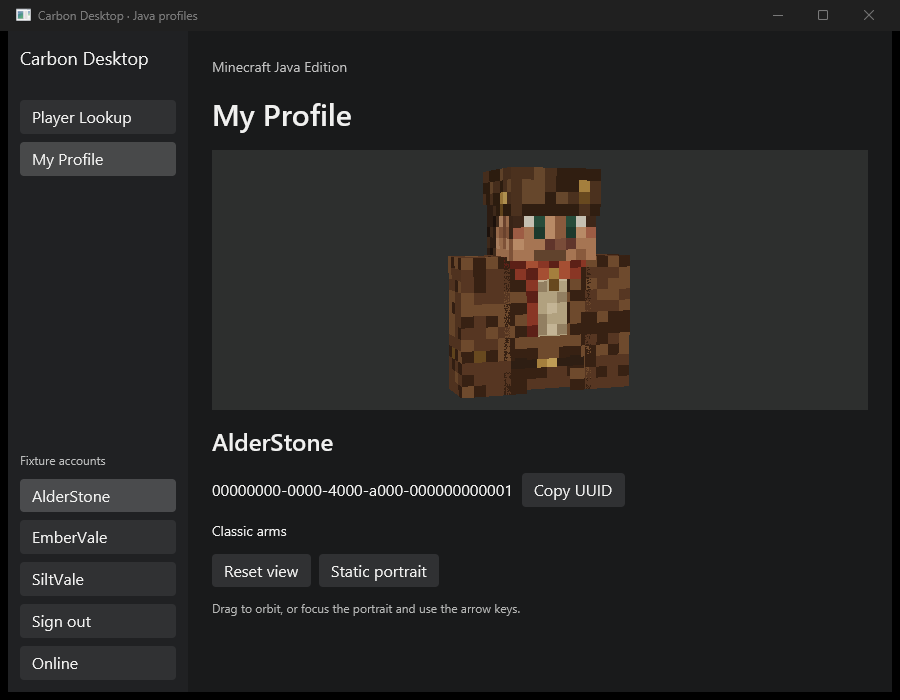 Carbon Desktop · Java profiles
Carbon Desktop
Player Lookup
My Profile
Fixture accounts
AlderStone
EmberVale
SiltVale
Sign out
Online
Minecraft Java Edition
My Profile
AlderStone
00000000-0000-4000-a000-000000000001 Copy UUID
Classic arms
Reset view Static portrait
Drag to orbit, or focus the portrait and use the arrow keys.